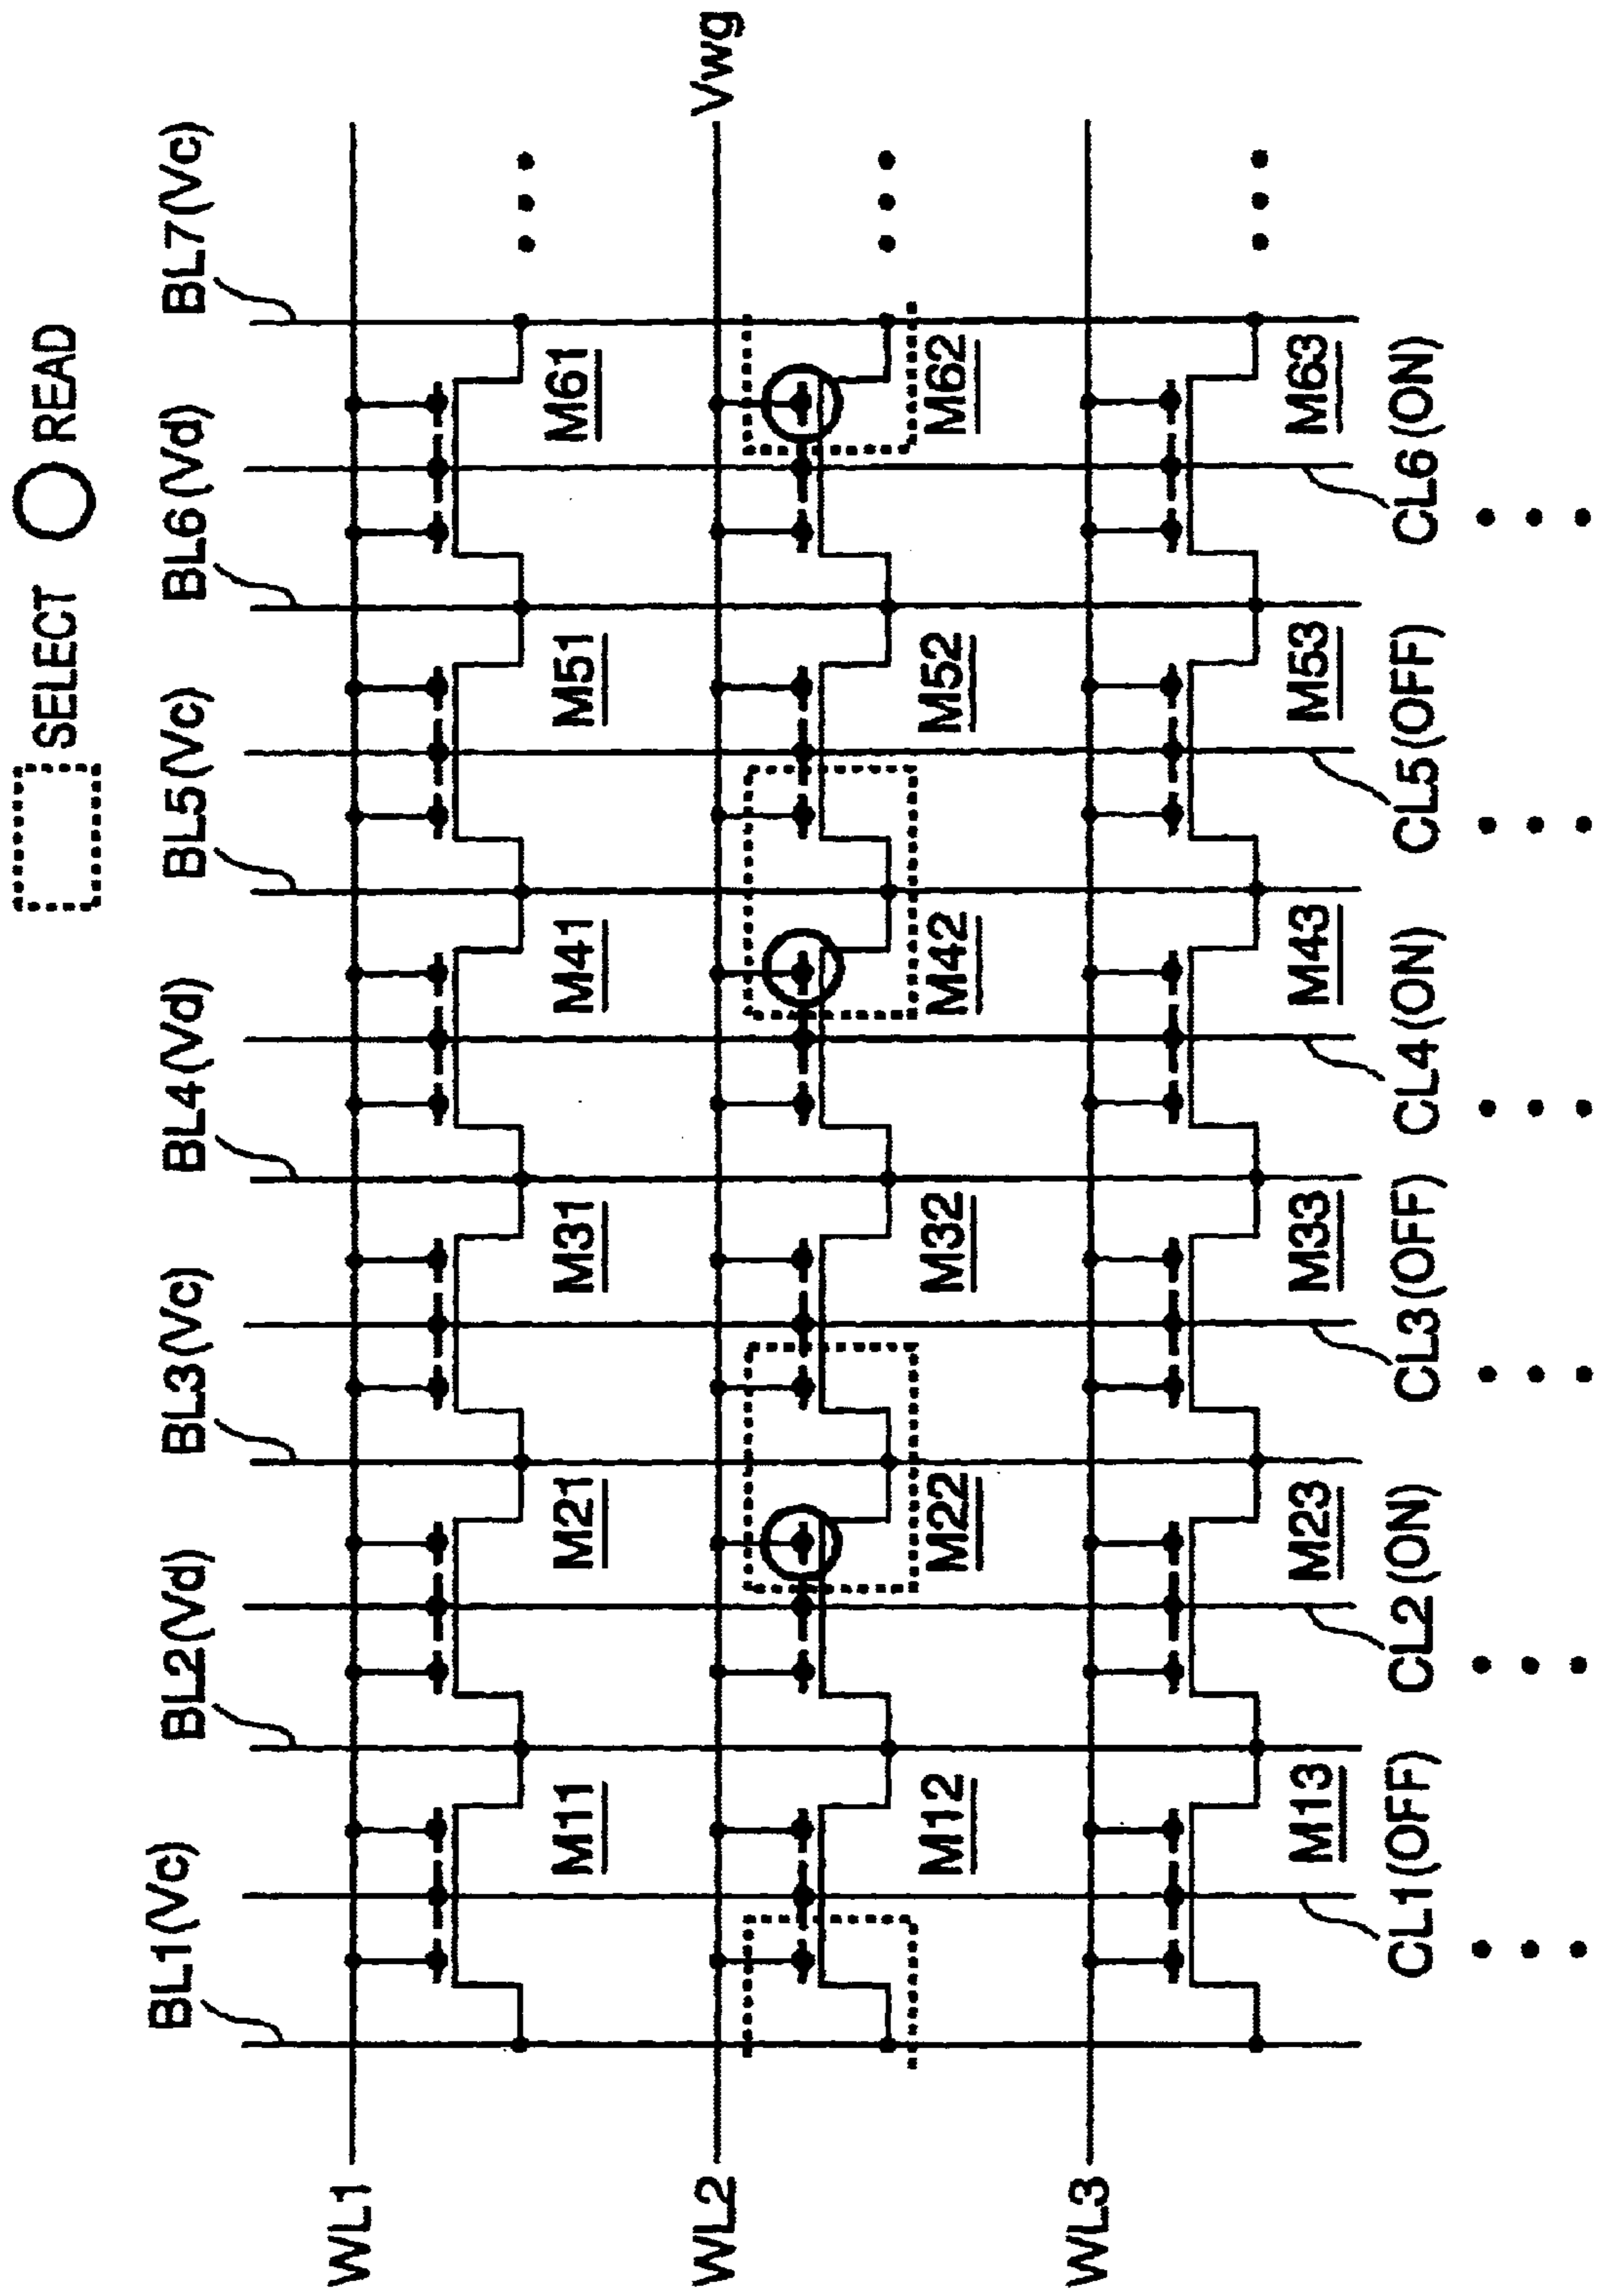 SELECT READ
BL1(Vc) BL2(Vd) BL3(Vc) BL4(Vd) BL5(Vc) BL6(Vd) BL7(Vc)
WL1
M11 M21 M31 M41 M51 M61
WL2 Vwg
M12 M22 M32 M42 M52 M62
WL3
M13 M23 M33 M43 M53 M63
CL1(OFF) CL2(ON) CL3(OFF) CL4(ON) CL5(OFF) CL6(ON)